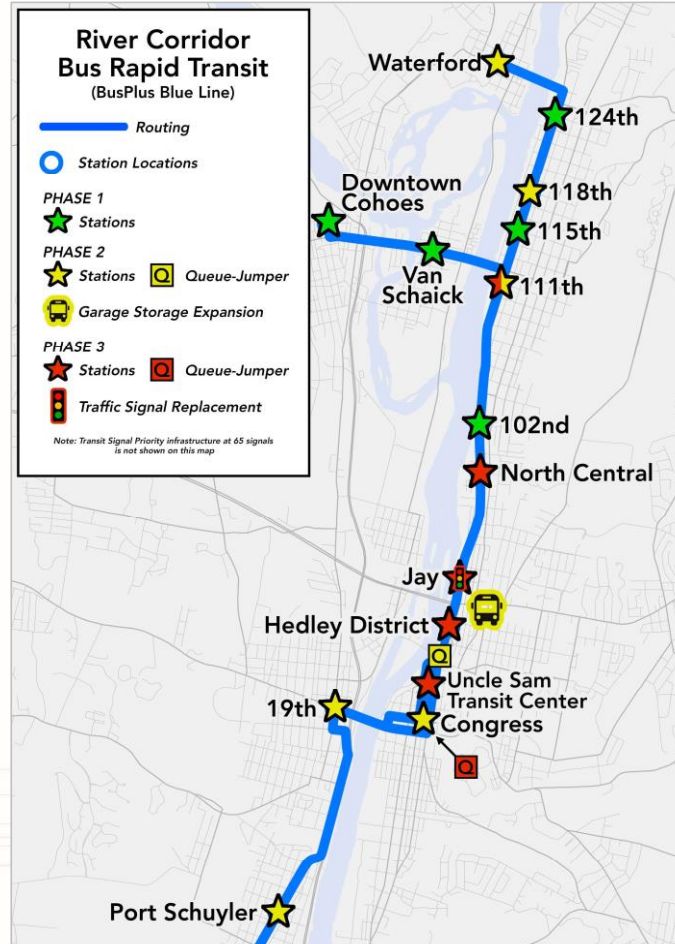 River Corridor
Bus Rapid Transit
(BusPlus Blue Line)
Routing
Station Locations
PHASE 1
Stations
PHASE 2
Stations
Q Queue-Jumper
Garage Storage Expansion
PHASE 3
Stations
Q Queue-Jumper
Traffic Signal Replacement
Note: Transit Signal Priority infrastructure at 65 signals
is not shown on this map
Waterford
124th
118th
Downtown
Cohoes
115th
Van
Schaick
111th
102nd
North Central
Jay
Hedley District
Q
Uncle Sam
Transit Center
19th
Congress
Q
Port Schuyler